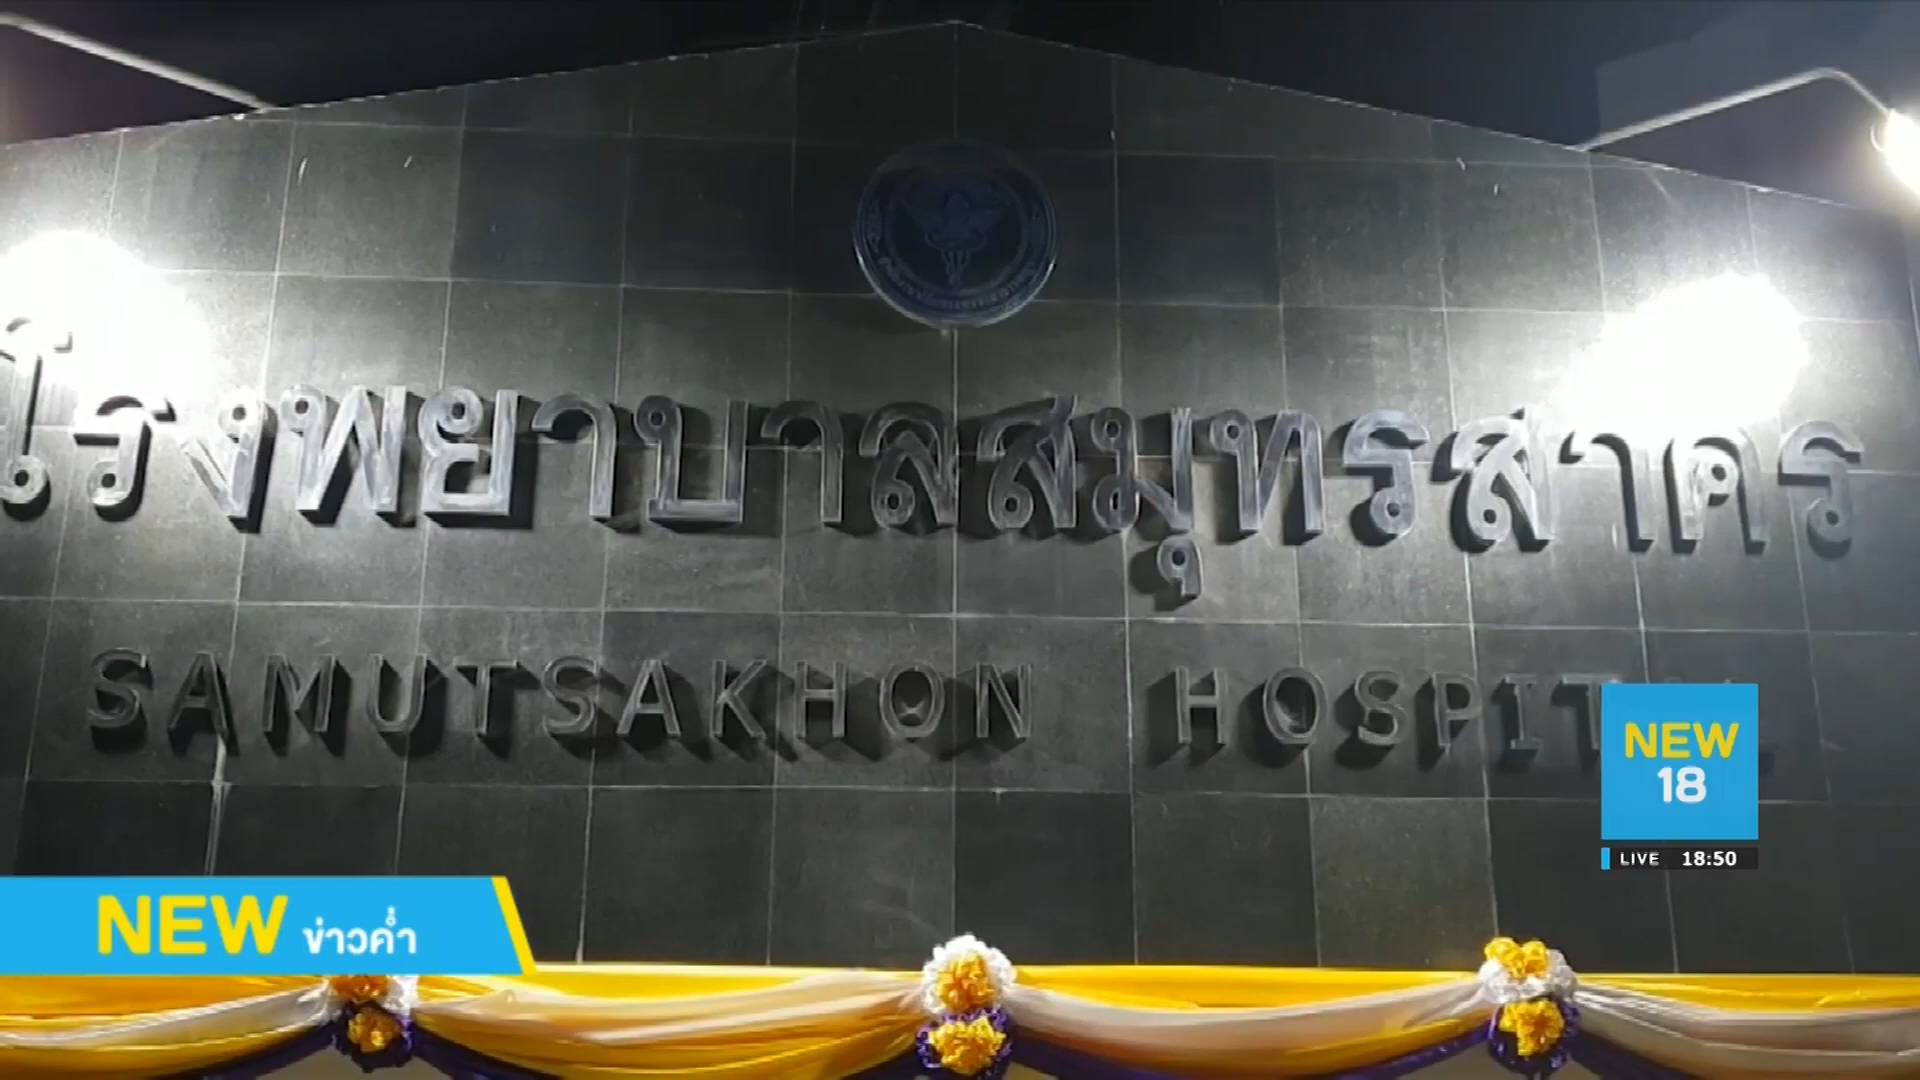 โรงพยาบาลสมุทรสาคร
SAMUTSAKHON HOSPITAL
NEW
18
LIVE 18:50
NEW ข่าวค่ำ